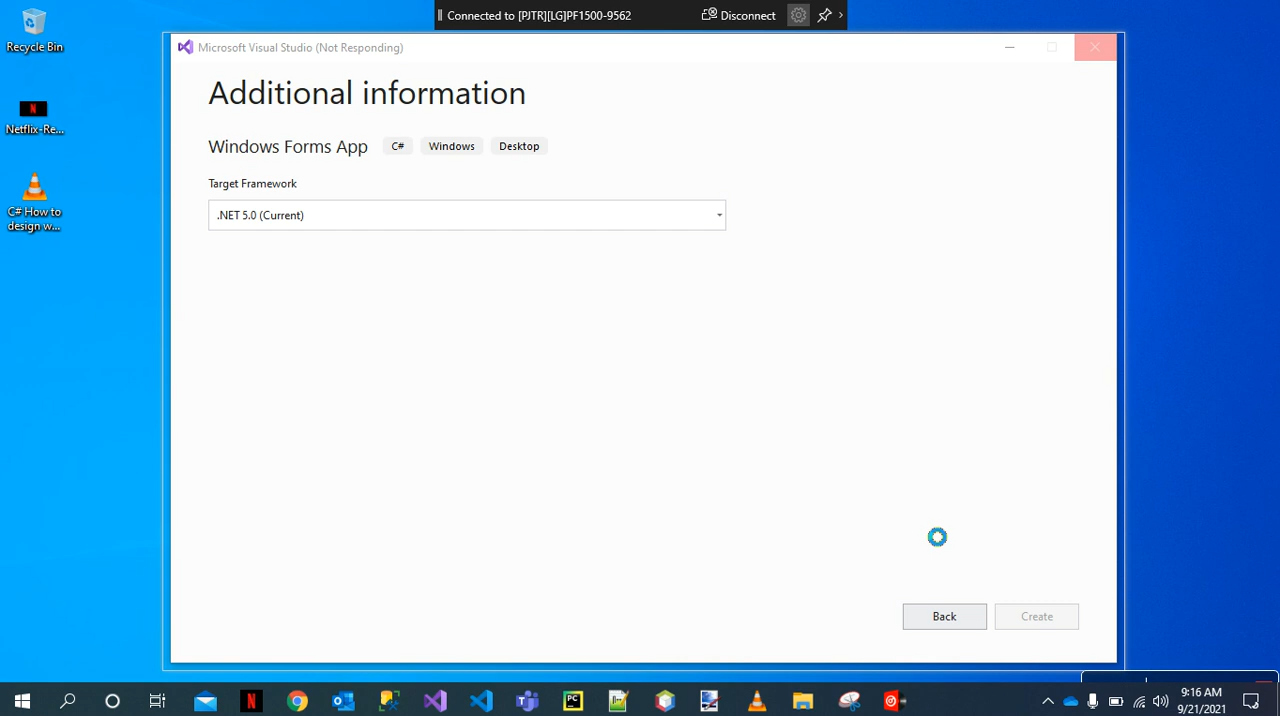 Connected to [PJTR][LG]PF1500-9562
Disconnect
Recycle Bin
Microsoft Visual Studio (Not Responding)
Additional information
N
Netflix-Re...
Windows Forms App
C#
Windows
Desktop
Target Framework
C# How to
design w...
.NET 5.0 (Current)
Back
Create
N
PC
9:16 AM
9/21/2021